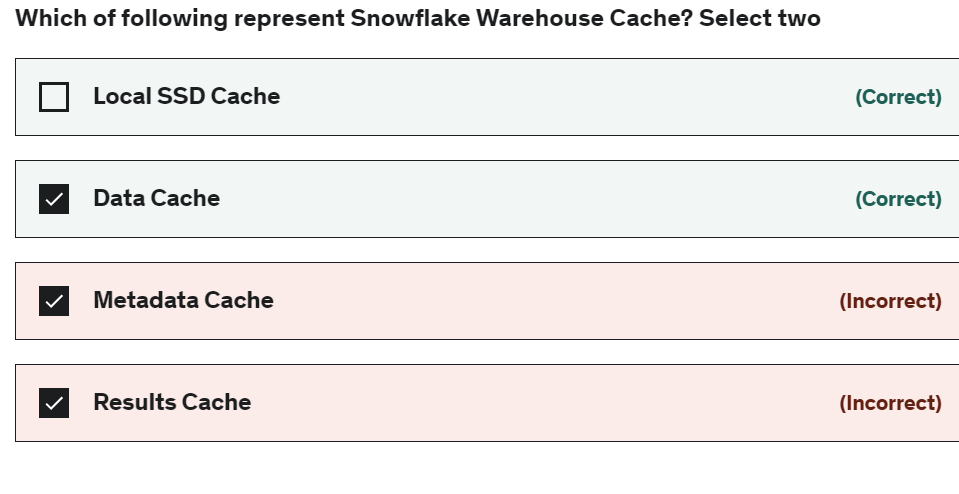 Which of following represent Snowflake Warehouse Cache? Select two
Local SSD Cache (Correct)
Data Cache (Correct)
Metadata Cache (Incorrect)
Results Cache (Incorrect)